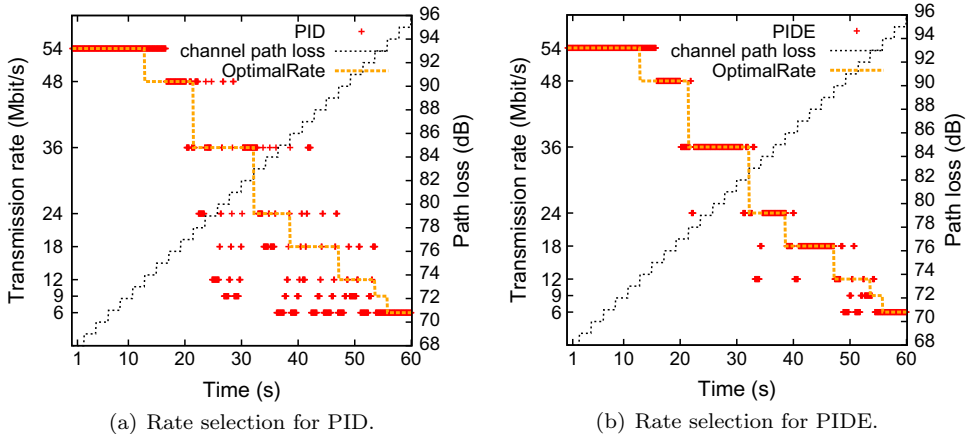 Transmission rate (Mbit/s)
54
48
36
24
18
12
9
6
PID
channel path loss
OptimalRate
96
94
92
90
88
86
84
82
80
78
76
74
72
70
68
Path loss (dB)
1 10 20 30 40 50 60
Time (s)
(a) Rate selection for PID.
Transmission rate (Mbit/s)
54
48
36
24
18
12
9
6
PIDE
channel path loss
OptimalRate
96
94
92
90
88
86
84
82
80
78
76
74
72
70
68
Path loss (dB)
1 10 20 30 40 50 60
Time (s)
(b) Rate selection for PIDE.